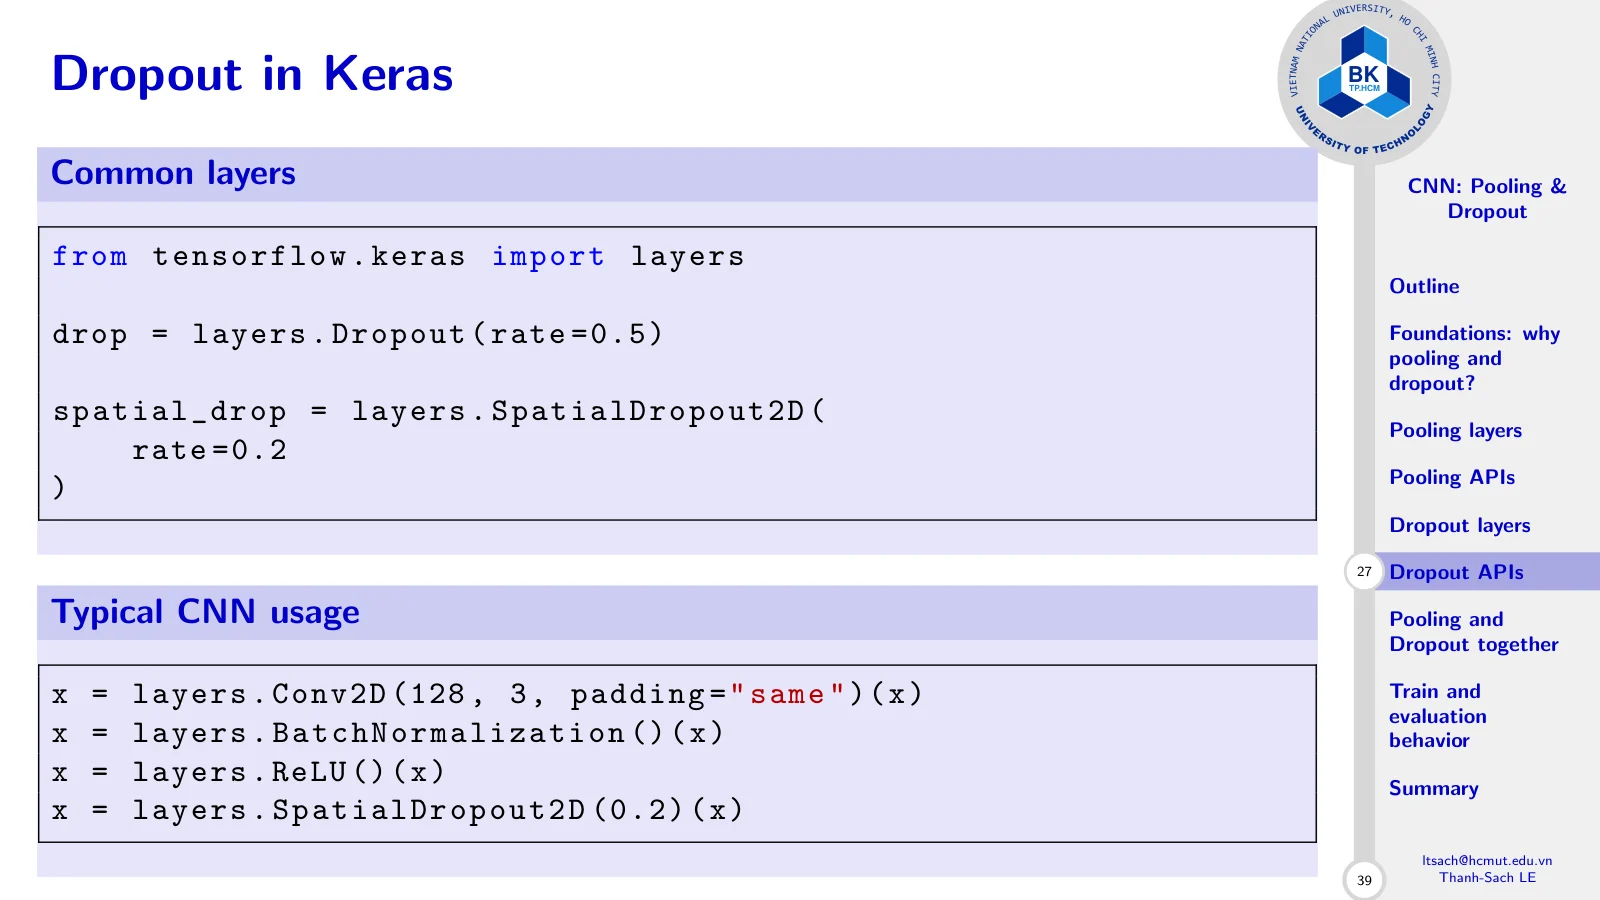 Dropout in Keras
Common layers
from tensorflow.keras import layers
drop = layers.Dropout(rate=0.5)
spatial_drop = layers.SpatialDropout2D(
    rate=0.2
)
Typical CNN usage
x = layers.Conv2D(128, 3, padding="same")(x)
x = layers.BatchNormalization()(x)
x = layers.ReLU()(x)
x = layers.SpatialDropout2D(0.2)(x)
VIETNAM NATIONAL UNIVERSITY, HO CHI MINH CITY
BK
TP.HCM
UNIVERSITY OF TECHNOLOGY
CNN: Pooling &
Dropout
Outline
Foundations: why
pooling and
dropout?
Pooling layers
Pooling APIs
Dropout layers
27 Dropout APIs
Pooling and
Dropout together
Train and
evaluation
behavior
Summary
ltsach@hcmut.edu.vn
Thanh-Sach LE
39